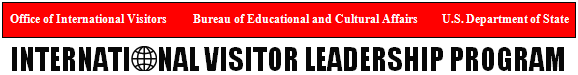 Office of International Visitors Bureau of Educational and Cultural Affairs U.S. Department of State
INTERNATIONAL VISITOR LEADERSHIP PROGRAM